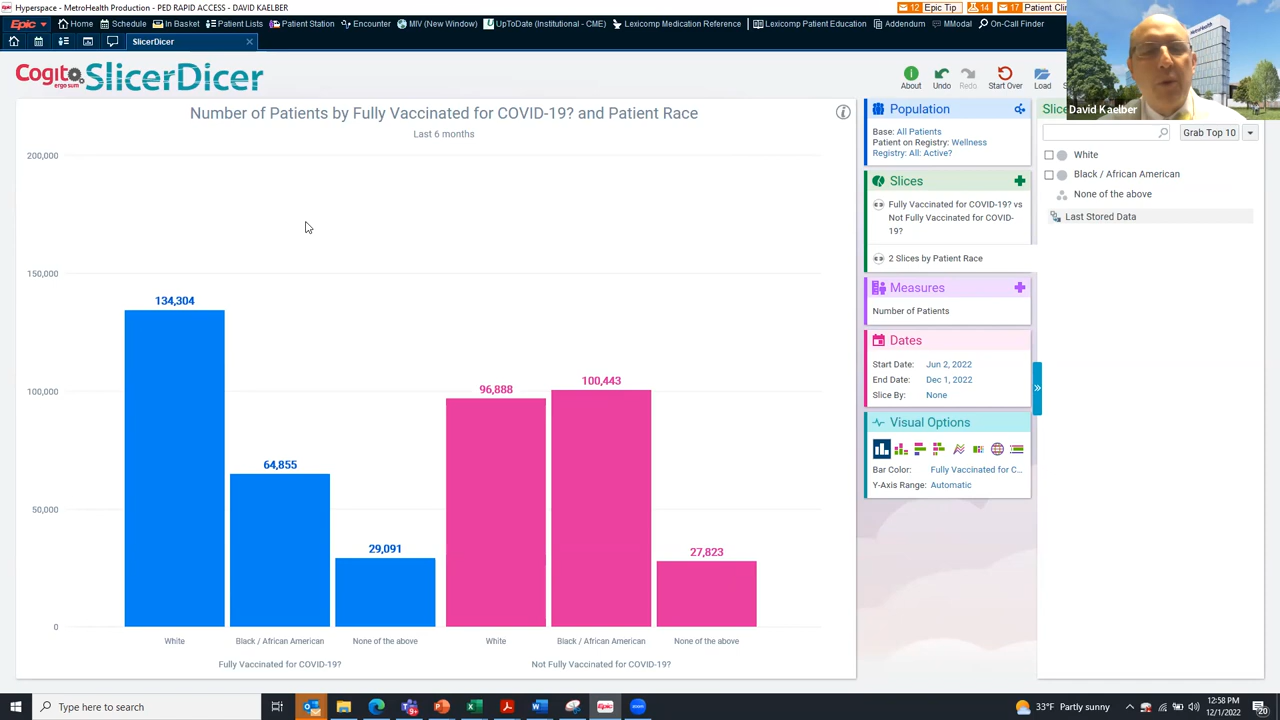 Hyperspace - MetroHealth Production - PED RAPID ACCESS - DAVID KAELBER
12 Epic Tip 14 17 Patient Clin
Epic Home Schedule In Basket Patient Lists Patient Station Encounter MIV (New Window) UpToDate (Institutional - CME) Lexicomp Medication Reference Lexicomp Patient Education Addendum MModal On-Call Finder
SlicerDicer
Cogito ergo sum SlicerDicer
About Undo Redo Start Over Load
David Kaelber
Number of Patients by Fully Vaccinated for COVID-19? and Patient Race
Last 6 months
200,000
150,000
100,000
50,000
0
134,304
64,855
29,091
96,888
100,443
27,823
White Black / African American None of the above White Black / African American None of the above
Fully Vaccinated for COVID-19? Not Fully Vaccinated for COVID-19?
Population
Base: All Patients
Patient on Registry: Wellness
Registry: All: Active?
Slices
Fully Vaccinated for COVID-19? vs
Not Fully Vaccinated for COVID-
19?
2 Slices by Patient Race
Measures
Number of Patients
Dates
Start Date: Jun 2, 2022
End Date: Dec 1, 2022
Slice By: None
Visual Options
Bar Color: Fully Vaccinated for C...
Y-Axis Range: Automatic
Grab Top 10
White
Black / African American
None of the above
Last Stored Data
Type here to search
33°F Partly sunny
12:58 PM
12/1/2022
20